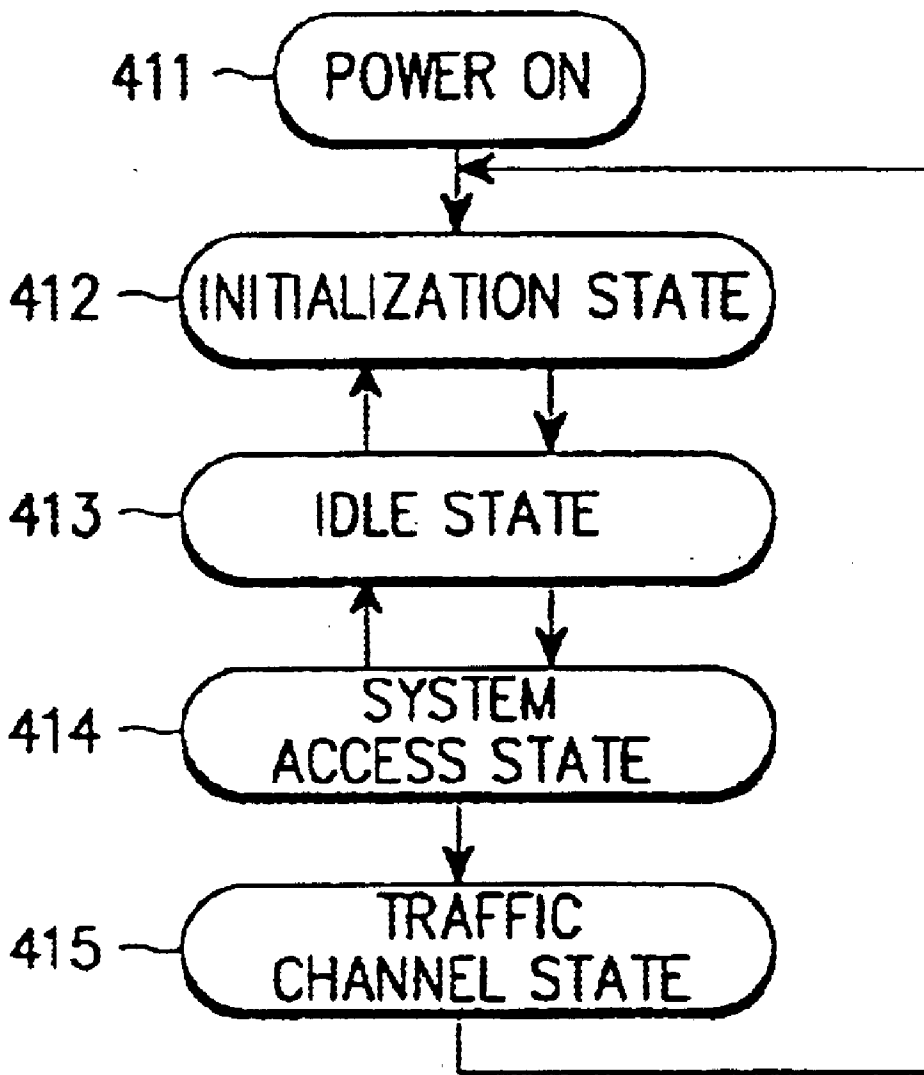 411 POWER ON
412 INITIALIZATION STATE
413 IDLE STATE
414 SYSTEM
ACCESS STATE
415 TRAFFIC
CHANNEL STATE